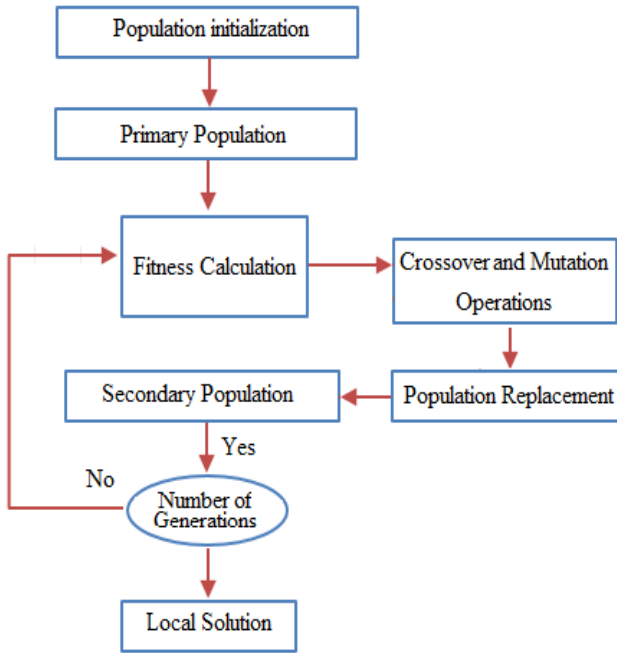 Population initialization
Primary Population
Fitness Calculation
Crossover and Mutation
Operations
Secondary Population
Population Replacement
Yes
No
Number of
Generations
Local Solution